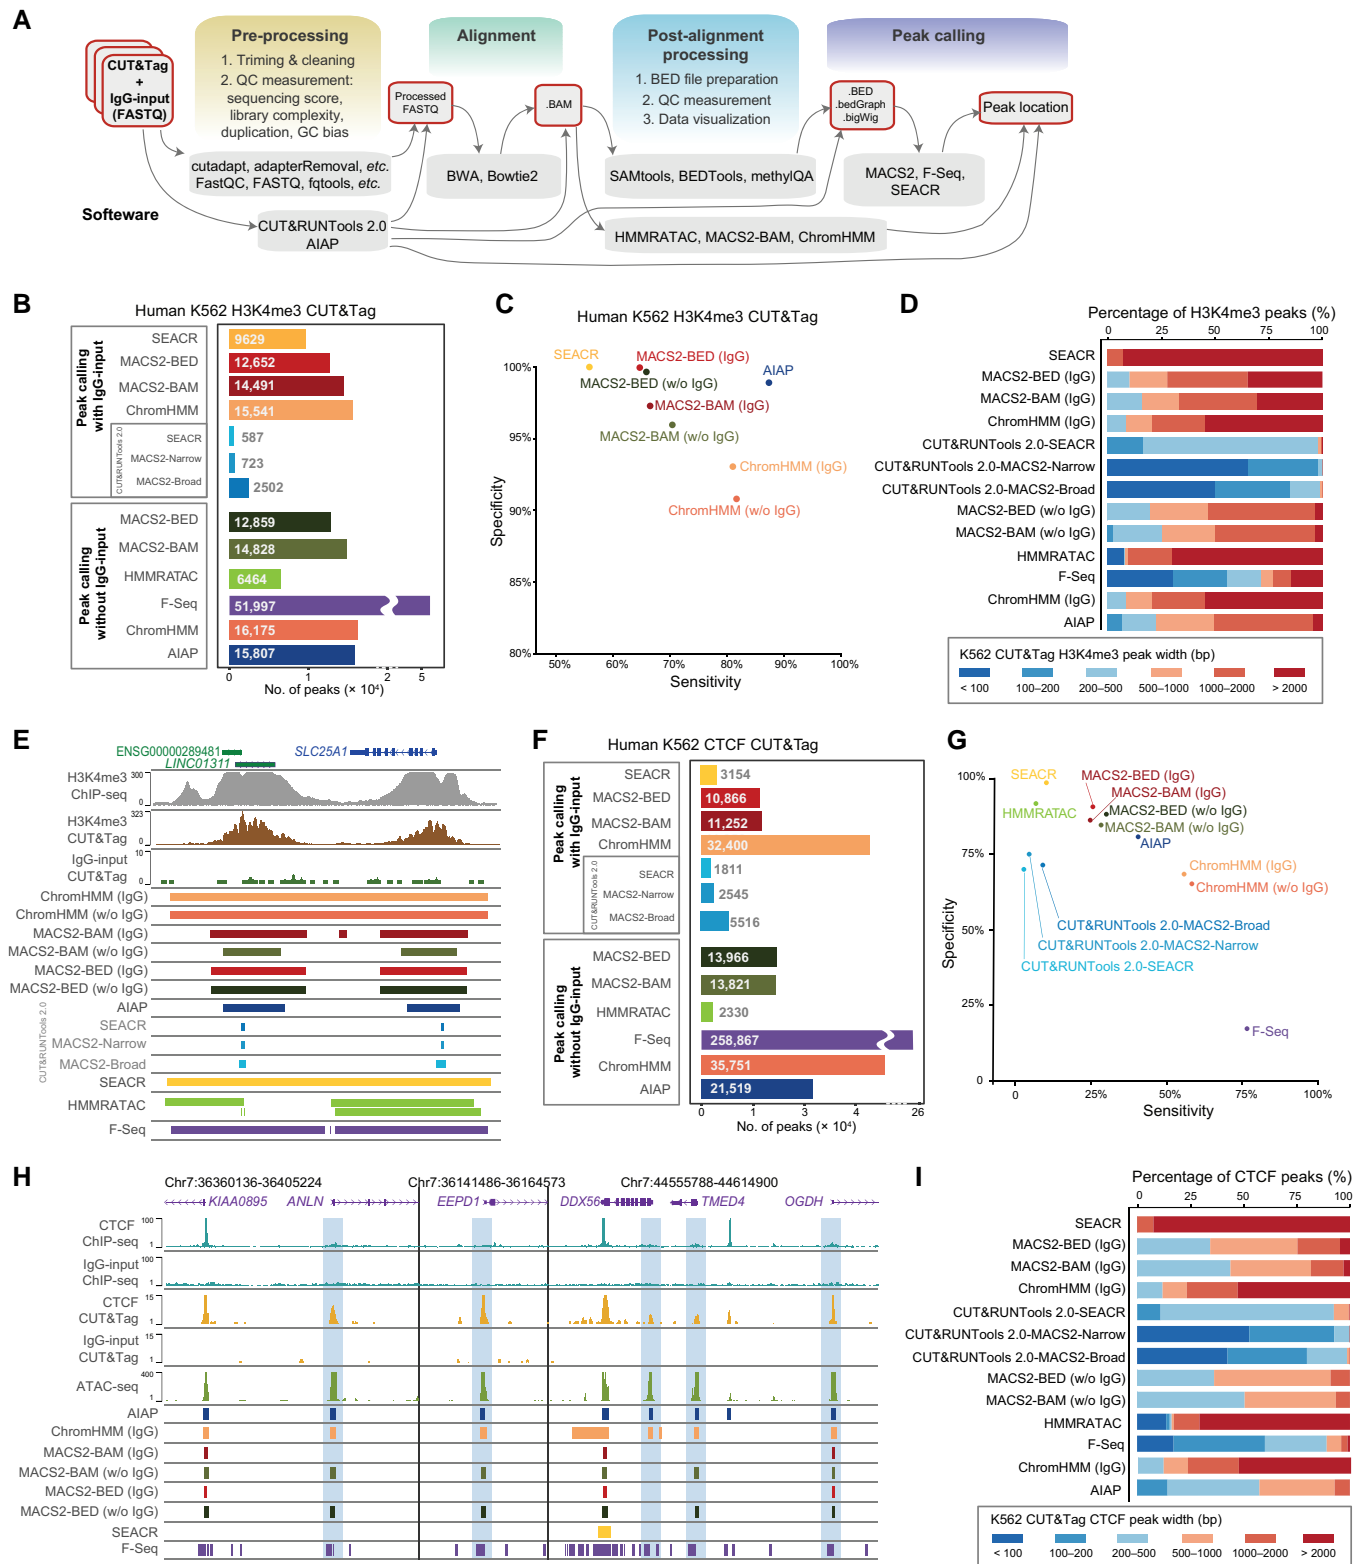 A
CUT&Tag
+
IgG-input
(FASTQ)
Pre-processing
1. Triming & cleaning
2. QC measurement:
sequencing score,
library complexity,
duplication, GC bias
cutadapt, adapterRemoval, etc.
FastQC, FASTQ, fqtools, etc.
Processed
FASTQ
Alignment
BWA, Bowtie2
.BAM
Post-alignment
processing
1. BED file preparation
2. QC measurement
3. Data visualization
SAMtools, BEDTools, methylQA
.BED
.bedGraph
.bigWig
Peak calling
MACS2, F-Seq,
SEACR
Peak location
Softeware
CUT&RUNTools 2.0
AIAP
HMMRATAC, MACS2-BAM, ChromHMM
B
Human K562 H3K4me3 CUT&Tag
Peak calling
with IgG-input
SEACR 9629
MACS2-BED 12,652
MACS2-BAM 14,491
ChromHMM 15,541
CUT&RUNTools 2.0
SEACR 587
MACS2-Narrow 723
MACS2-Broad 2502
Peak calling
without IgG-input
MACS2-BED 12,859
MACS2-BAM 14,828
HMMRATAC 6464
F-Seq 51,997
ChromHMM 16,175
AIAP 15,807
0 1 2 5
No. of peaks (× 10⁴)
C
Human K562 H3K4me3 CUT&Tag
Specificity
100%
95%
90%
85%
80%
SEACR
MACS2-BED (IgG)
MACS2-BED (w/o IgG)
AIAP
MACS2-BAM (IgG)
MACS2-BAM (w/o IgG)
ChromHMM (IgG)
ChromHMM (w/o IgG)
50% 60% 70% 80% 90% 100%
Sensitivity
D
Percentage of H3K4me3 peaks (%)
0 25 50 75 100
SEACR
MACS2-BED (IgG)
MACS2-BAM (IgG)
ChromHMM (IgG)
CUT&RUNTools 2.0-SEACR
CUT&RUNTools 2.0-MACS2-Narrow
CUT&RUNTools 2.0-MACS2-Broad
MACS2-BED (w/o IgG)
MACS2-BAM (w/o IgG)
HMMRATAC
F-Seq
ChromHMM (IgG)
AIAP
K562 CUT&Tag H3K4me3 peak width (bp)
< 100 100–200 200–500 500–1000 1000–2000 > 2000
E
ENSG00000289481
LINC01311
SLC25A1
H3K4me3
ChIP-seq
300
0
H3K4me3
CUT&Tag
323
0
IgG-input
CUT&Tag
10
0
ChromHMM (IgG)
ChromHMM (w/o IgG)
MACS2-BAM (IgG)
MACS2-BAM (w/o IgG)
MACS2-BED (IgG)
MACS2-BED (w/o IgG)
AIAP
CUT&RUNTools 2.0
SEACR
MACS2-Narrow
MACS2-Broad
SEACR
HMMRATAC
F-Seq
F
Human K562 CTCF CUT&Tag
Peak calling
with IgG-input
SEACR 3154
MACS2-BED 10,866
MACS2-BAM 11,252
ChromHMM 32,400
CUT&RUNTools 2.0
SEACR 1811
MACS2-Narrow 2545
MACS2-Broad 5516
Peak calling
without IgG-input
MACS2-BED 13,966
MACS2-BAM 13,821
HMMRATAC 2330
F-Seq 258,867
ChromHMM 35,751
AIAP 21,519
0 1 3 4 26
No. of peaks (× 10⁴)
G
Specificity
100%
75%
50%
25%
0
SEACR
MACS2-BED (IgG)
MACS2-BAM (IgG)
HMMRATAC
MACS2-BED (w/o IgG)
MACS2-BAM (w/o IgG)
AIAP
ChromHMM (IgG)
ChromHMM (w/o IgG)
CUT&RUNTools 2.0-MACS2-Broad
CUT&RUNTools 2.0-MACS2-Narrow
CUT&RUNTools 2.0-SEACR
F-Seq
0 25% 50% 75% 100%
Sensitivity
H
Chr7:36360136-36405224 Chr7:36141486-36164573 Chr7:44555788-44614900
KIAA0895 ANLN EEPD1 DDX56 TMED4 OGDH
CTCF
ChIP-seq
100
1
IgG-input
ChIP-seq
100
1
CTCF
CUT&Tag
15
1
IgG-input
CUT&Tag
15
1
ATAC-seq
400
1
AIAP
ChromHMM (IgG)
MACS2-BAM (IgG)
MACS2-BAM (w/o IgG)
MACS2-BED (IgG)
MACS2-BED (w/o IgG)
SEACR
F-Seq
I
Percentage of CTCF peaks (%)
0 25 50 75 100
SEACR
MACS2-BED (IgG)
MACS2-BAM (IgG)
ChromHMM (IgG)
CUT&RUNTools 2.0-SEACR
CUT&RUNTools 2.0-MACS2-Narrow
CUT&RUNTools 2.0-MACS2-Broad
MACS2-BED (w/o IgG)
MACS2-BAM (w/o IgG)
HMMRATAC
F-Seq
ChromHMM (IgG)
AIAP
K562 CUT&Tag CTCF peak width (bp)
< 100 100–200 200–500 500–1000 1000–2000 > 2000